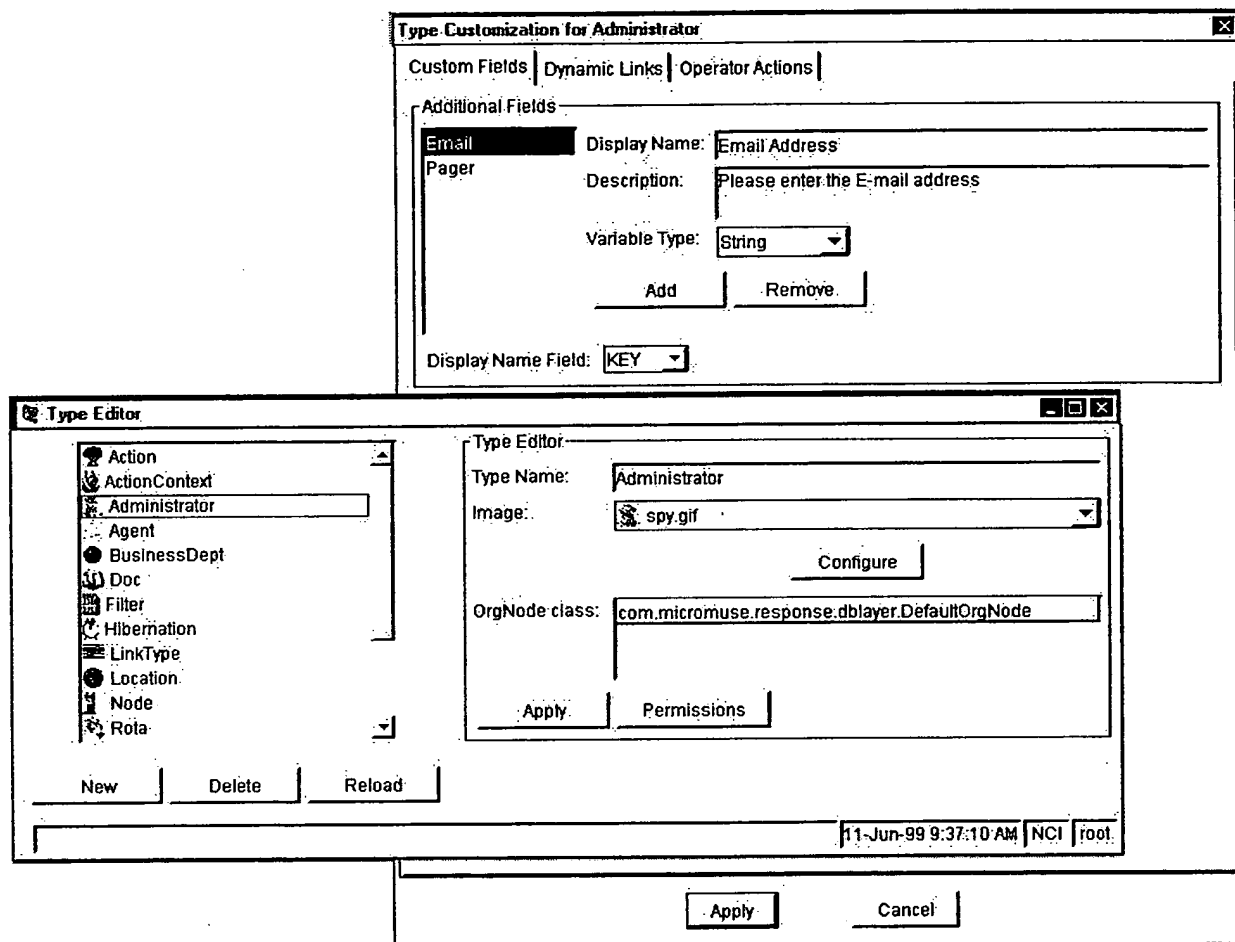 Type Customization for Administrator
Custom Fields Dynamic Links Operator Actions
Additional Fields
Email
Pager
Display Name: Email Address
Description: Please enter the E-mail address
Variable Type: String
Add Remove
Display Name Field: KEY
Type Editor
Action
ActionContext
Administrator
Agent
BusinessDept
Doc
Filter
Hibernation
LinkType
Location
Node
Rota
Type Editor
Type Name: Administrator
Image: spy.gif
Configure
OrgNode class: com.micromuse.response.dblayer.DefaultOrgNode
Apply Permissions
New Delete Reload
11-Jun-99 9:37:10 AM NCI root
Apply Cancel